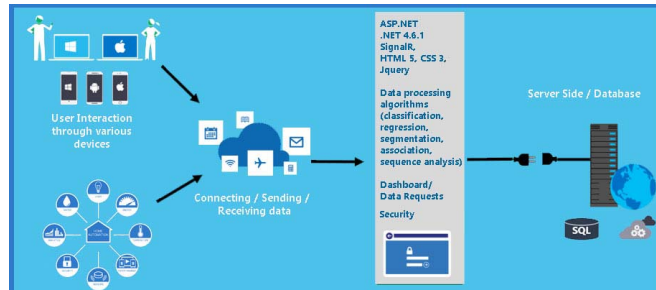 User Interaction
through various
devices
HOME
AUTOMATION
Connecting / Sending /
Receiving data
ASP.NET
.NET 4.6.1
SignalR,
HTML 5, CSS 3,
Jquery
Data processing
algorithms
(classification,
regression,
segmentation,
association,
sequence analysis)
Dashboard/
Data Requests
Security
Server Side / Database
SQL